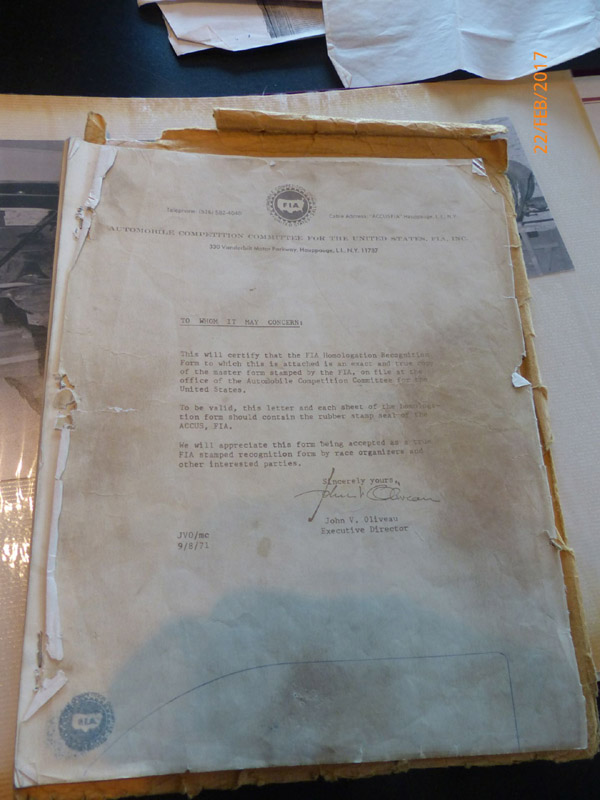 22/FEB/2017
F I A
AUTOMOBILE COMPETITION COMMITTEE FOR THE UNITED STATES, FIA, INC.
TO WHOM IT MAY CONCERN:
This will certify that the FIA Homologation Recognition
Form to which this is attached is an exact and true
of the master form stamped by the FIA, on file at the
office of the Automobile Competition Committee for the
United States.
To be valid, this letter and each sheet of the homologa-
tion form should contain the rubber stamp seal of the
ACCUS, FIA.
We will appreciate this form being accepted as a
FIA stamped recognition form by race organizers and
other interested parties.
Sincerely yours,
John V. Oliveau
Executive Director
JVO/mc
9/8/71
F I A